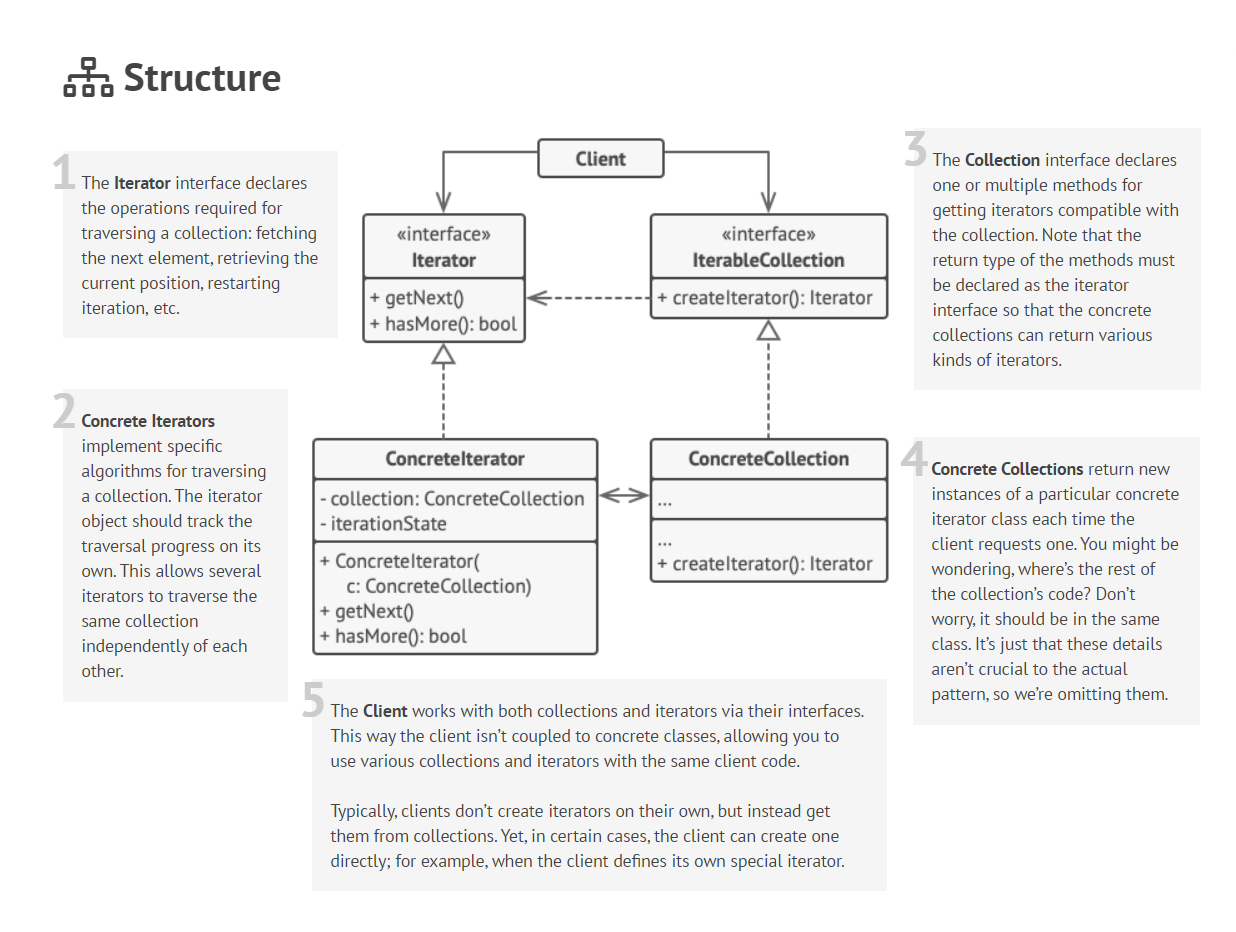 Structure
1
The Iterator interface declares
the operations required for
traversing a collection: fetching
the next element, retrieving the
current position, restarting
iteration, etc.
Client
«interface»
Iterator
+ getNext()
+ hasMore(): bool
«interface»
IterableCollection
+ createIterator(): Iterator
3
The Collection interface declares
one or multiple methods for
getting iterators compatible with
the collection. Note that the
return type of the methods must
be declared as the iterator
interface so that the concrete
collections can return various
kinds of iterators.
2
Concrete Iterators
implement specific
algorithms for traversing
a collection. The iterator
object should track the
traversal progress on its
own. This allows several
iterators to traverse the
same collection
independently of each
other.
ConcreteIterator
- collection: ConcreteCollection
- iterationState
+ ConcreteIterator(
c: ConcreteCollection)
+ getNext()
+ hasMore(): bool
ConcreteCollection
...
...
+ createIterator(): Iterator
4
Concrete Collections return new
instances of a particular concrete
iterator class each time the
client requests one. You might be
wondering, where’s the rest of
the collection’s code? Don’t
worry, it should be in the same
class. It’s just that these details
aren’t crucial to the actual
pattern, so we’re omitting them.
5
The Client works with both collections and iterators via their interfaces.
This way the client isn’t coupled to concrete classes, allowing you to
use various collections and iterators with the same client code.
Typically, clients don’t create iterators on their own, but instead get
them from collections. Yet, in certain cases, the client can create one
directly; for example, when the client defines its own special iterator.